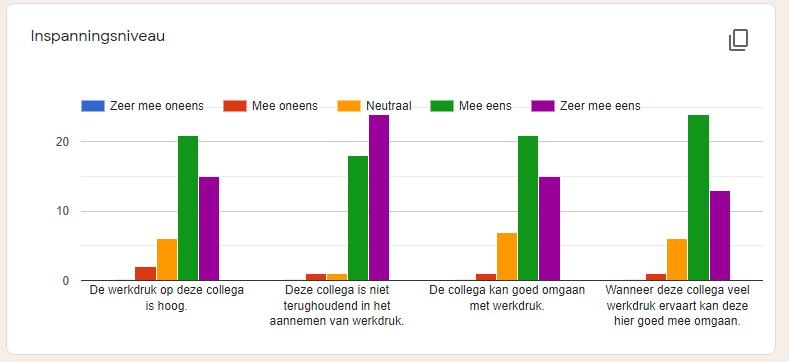 Inspanningsniveau
Zeer mee oneens Mee oneens Neutraal Mee eens Zeer mee eens
20
10
0
De werkdruk op deze collega
is hoog.
Deze collega is niet
terughoudend in het
aannemen van werkdruk.
De collega kan goed omgaan
met werkdruk.
Wanneer deze collega veel
werkdruk ervaart kan deze
hier goed mee omgaan.